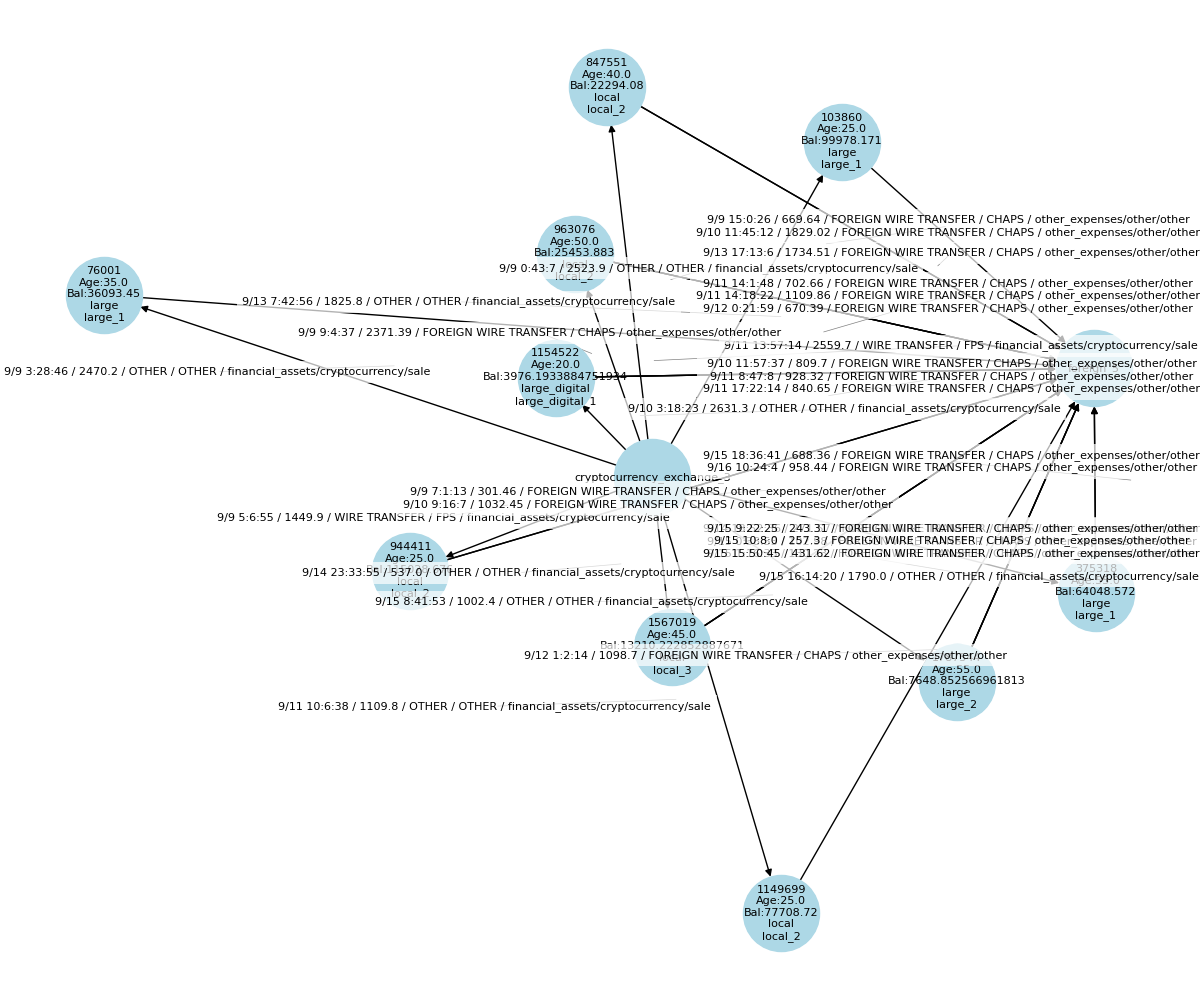 847551
Age:40.0
Bal:22294.08
local
local_2
103860
Age:25.0
Bal:99978.171
large
large_1
9/9 15:0:26 / 669.64 / FOREIGN WIRE TRANSFER / CHAPS / other_expenses/other/other
963076
Age:50.0
Bal:25453.883
local
local_2
9/10 11:45:12 / 1829.02 / FOREIGN WIRE TRANSFER / CHAPS / other_expenses/other/other
9/13 17:13:6 / 1734.51 / FOREIGN WIRE TRANSFER / CHAPS / other_expenses/other/other
9/9 0:43:7 / 2523.9 / OTHER / OTHER / financial_assets/cryptocurrency/sale
76001
Age:35.0
Bal:36093.45
large
large_1
9/11 14:1:48 / 702.66 / FOREIGN WIRE TRANSFER / CHAPS / other_expenses/other/other
9/11 14:18:22 / 1109.86 / FOREIGN WIRE TRANSFER / CHAPS / other_expenses/other/other
9/12 0:21:59 / 670.39 / FOREIGN WIRE TRANSFER / CHAPS / other_expenses/other/other
9/13 7:42:56 / 1825.8 / OTHER / OTHER / financial_assets/cryptocurrency/sale
9/9 9:4:37 / 2371.39 / FOREIGN WIRE TRANSFER / CHAPS / other_expenses/other/other
9/11 13:57:14 / 2559.7 / WIRE TRANSFER / FPS / financial_assets/cryptocurrency/sale
1154522
Age:20.0
Bal:3976.1933884751934
large_digital
large_digital_1
9/10 11:57:37 / 809.7 / FOREIGN WIRE TRANSFER / CHAPS / other_expenses/other/other
9/11 8:47:8 / 928.32 / FOREIGN WIRE TRANSFER / CHAPS / other_expenses/other/other
9/11 17:22:14 / 840.65 / FOREIGN WIRE TRANSFER / CHAPS / other_expenses/other/other
9/9 3:28:46 / 2470.2 / OTHER / OTHER / financial_assets/cryptocurrency/sale
9/10 3:18:23 / 2631.3 / OTHER / OTHER / financial_assets/cryptocurrency/sale
9/15 18:36:41 / 688.36 / FOREIGN WIRE TRANSFER / CHAPS / other_expenses/other/other
9/16 10:24:4 / 958.44 / FOREIGN WIRE TRANSFER / CHAPS / other_expenses/other/other
9/9 7:1:13 / 301.46 / FOREIGN WIRE TRANSFER / CHAPS / other_expenses/other/other
9/10 9:16:7 / 1032.45 / FOREIGN WIRE TRANSFER / CHAPS / other_expenses/other/other
9/9 5:6:55 / 1449.9 / WIRE TRANSFER / FPS / financial_assets/cryptocurrency/sale
9/15 9:22:25 / 243.31 / FOREIGN WIRE TRANSFER / CHAPS / other_expenses/other/other
9/15 10:8:0 / 257.3 / FOREIGN WIRE TRANSFER / CHAPS / other_expenses/other/other
9/15 15:50:45 / 431.62 / FOREIGN WIRE TRANSFER / CHAPS / other_expenses/other/other
944411
Age:25.0
local
9/14 23:33:55 / 537.0 / OTHER / OTHER / financial_assets/cryptocurrency/sale
9/15 16:14:20 / 1790.0 / OTHER / OTHER / financial_assets/cryptocurrency/sale
375318
Bal:64048.572
large
large_1
9/15 8:41:53 / 1002.4 / OTHER / OTHER / financial_assets/cryptocurrency/sale
1567019
Age:45.0
Bal:13210.222852887671
local_3
9/12 1:2:14 / 1098.7 / FOREIGN WIRE TRANSFER / CHAPS / other_expenses/other/other
Age:55.0
Bal:7648.852566961813
large
large_2
9/11 10:6:38 / 1109.8 / OTHER / OTHER / financial_assets/cryptocurrency/sale
1149699
Age:25.0
Bal:77708.72
local
local_2